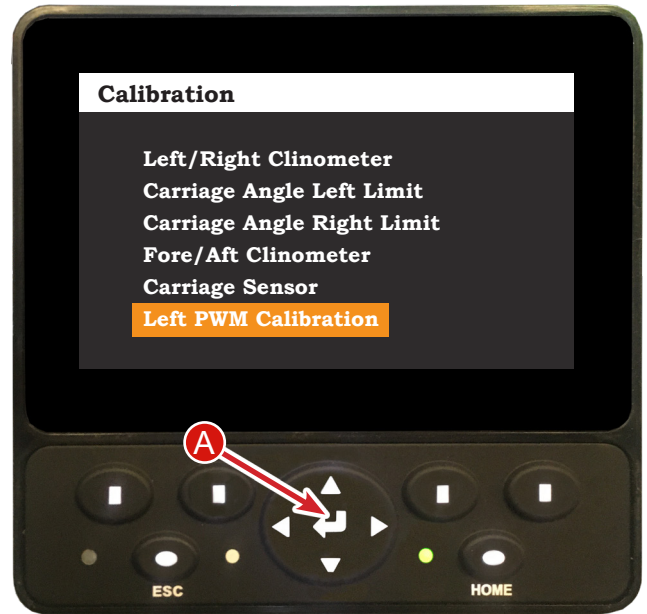 Calibration
Left/Right Clinometer
Carriage Angle Left Limit
Carriage Angle Right Limit
Fore/Aft Clinometer
Carriage Sensor
Left PWM Calibration
A
ESC
HOME